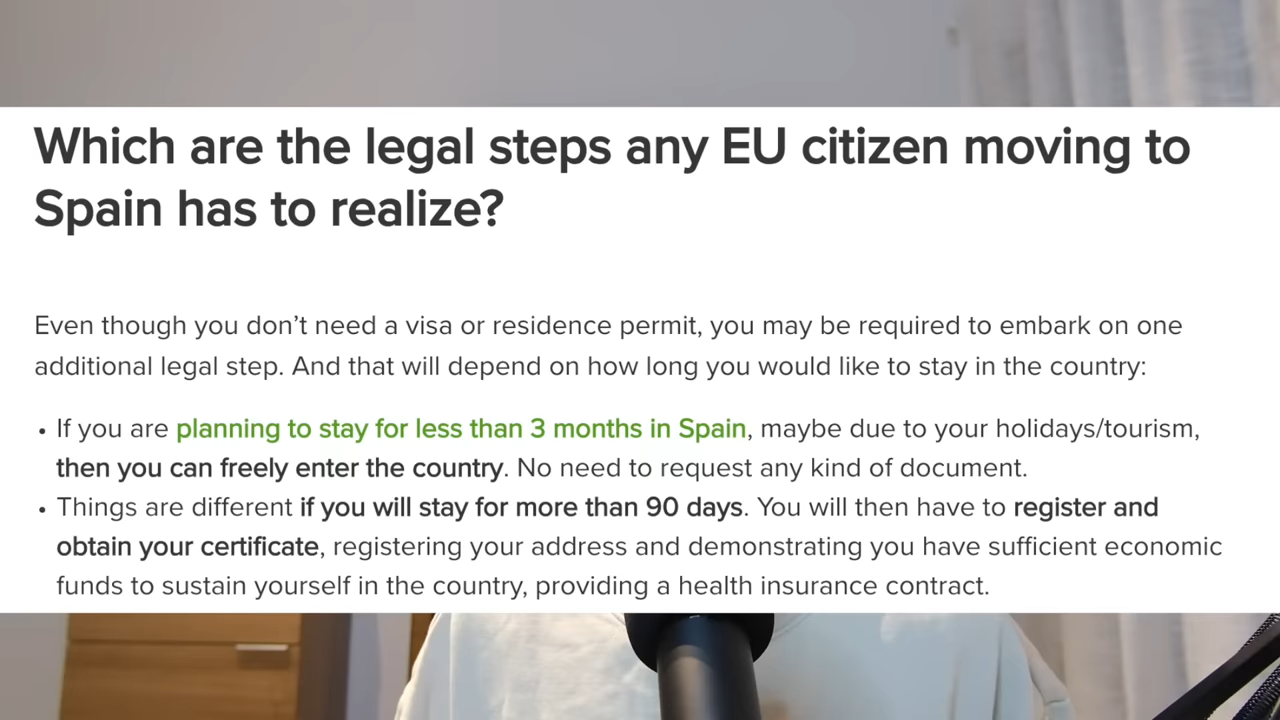 Which are the legal steps any EU citizen moving to
Spain has to realize?
Even though you don’t need a visa or residence permit, you may be required to embark on one
additional legal step. And that will depend on how long you would like to stay in the country:
• If you are planning to stay for less than 3 months in Spain, maybe due to your holidays/tourism,
then you can freely enter the country. No need to request any kind of document.
• Things are different if you will stay for more than 90 days. You will then have to register and
obtain your certificate, registering your address and demonstrating you have sufficient economic
funds to sustain yourself in the country, providing a health insurance contract.